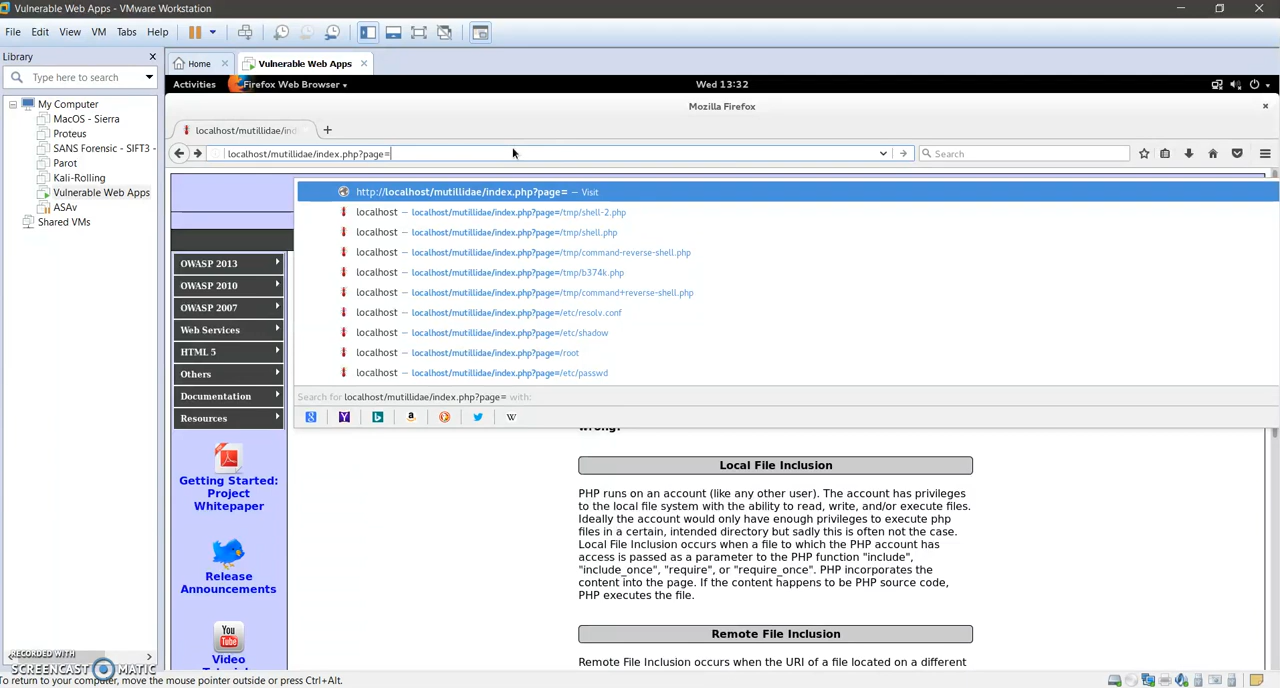 Vulnerable Web Apps - VMware Workstation
File Edit View VM Tabs Help
Library
Home
Vulnerable Web Apps
Type here to search
Activities
Firefox Web Browser
Wed 13:32
My Computer
MacOS - Sierra
Proteus
SANS Forensic - SIFT3 -
Parot
Kali-Rolling
Vulnerable Web Apps
ASAv
Shared VMs
Mozilla Firefox
localhost/mutillidae/ind
localhost/mutillidae/index.php?page=
Search
http://localhost/mutillidae/index.php?page= — Visit
localhost — localhost/mutillidae/index.php?page=/tmp/shell-2.php
localhost — localhost/mutillidae/index.php?page=/tmp/shell.php
localhost — localhost/mutillidae/index.php?page=/tmp/command-reverse-shell.php
localhost — localhost/mutillidae/index.php?page=/tmp/b374k.php
localhost — localhost/mutillidae/index.php?page=/tmp/command+reverse-shell.php
localhost — localhost/mutillidae/index.php?page=/etc/resolv.conf
localhost — localhost/mutillidae/index.php?page=/etc/shadow
localhost — localhost/mutillidae/index.php?page=/root
localhost — localhost/mutillidae/index.php?page=/etc/passwd
Search for localhost/mutillidae/index.php?page= with:
OWASP 2013
OWASP 2010
OWASP 2007
Web Services
HTML 5
Others
Documentation
Resources
Getting Started:
Project
Whitepaper
Release
Announcements
You
Tube
Video
wrong?
Local File Inclusion
PHP runs on an account (like any other user). The account has privileges
to the local file system with the ability to read, write, and/or execute files.
Ideally the account would only have enough privileges to execute php
files in a certain, intended directory but sadly this is often not the case.
Local File Inclusion occurs when a file to which the PHP account has
access is passed as a parameter to the PHP function "include",
"include_once", "require", or "require_once". PHP incorporates the
content into the page. If the content happens to be PHP source code,
PHP executes the file.
Remote File Inclusion
Remote File Inclusion occurs when the URI of a file located on a different
RECORDED WITH
SCREENCAST MATIC
To return to your computer, move the mouse pointer outside or press Ctrl+Alt.